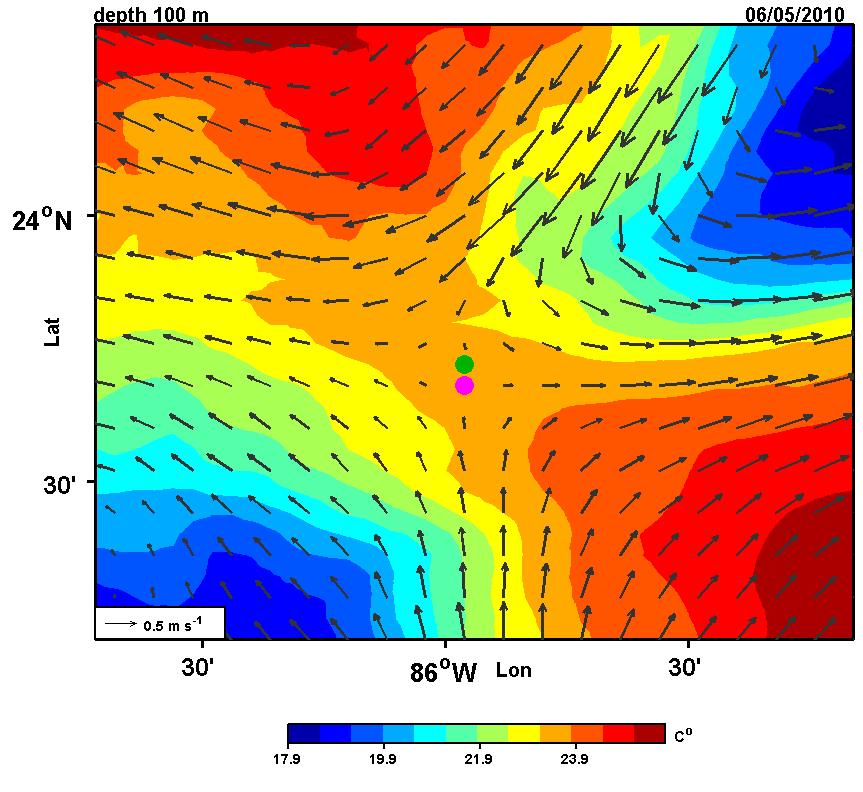 depth 100 m 06/05/2010
24°N
Lat
30'
0.5 m s⁻¹
30' 86°W Lon 30'
C°
17.9 19.9 21.9 23.9